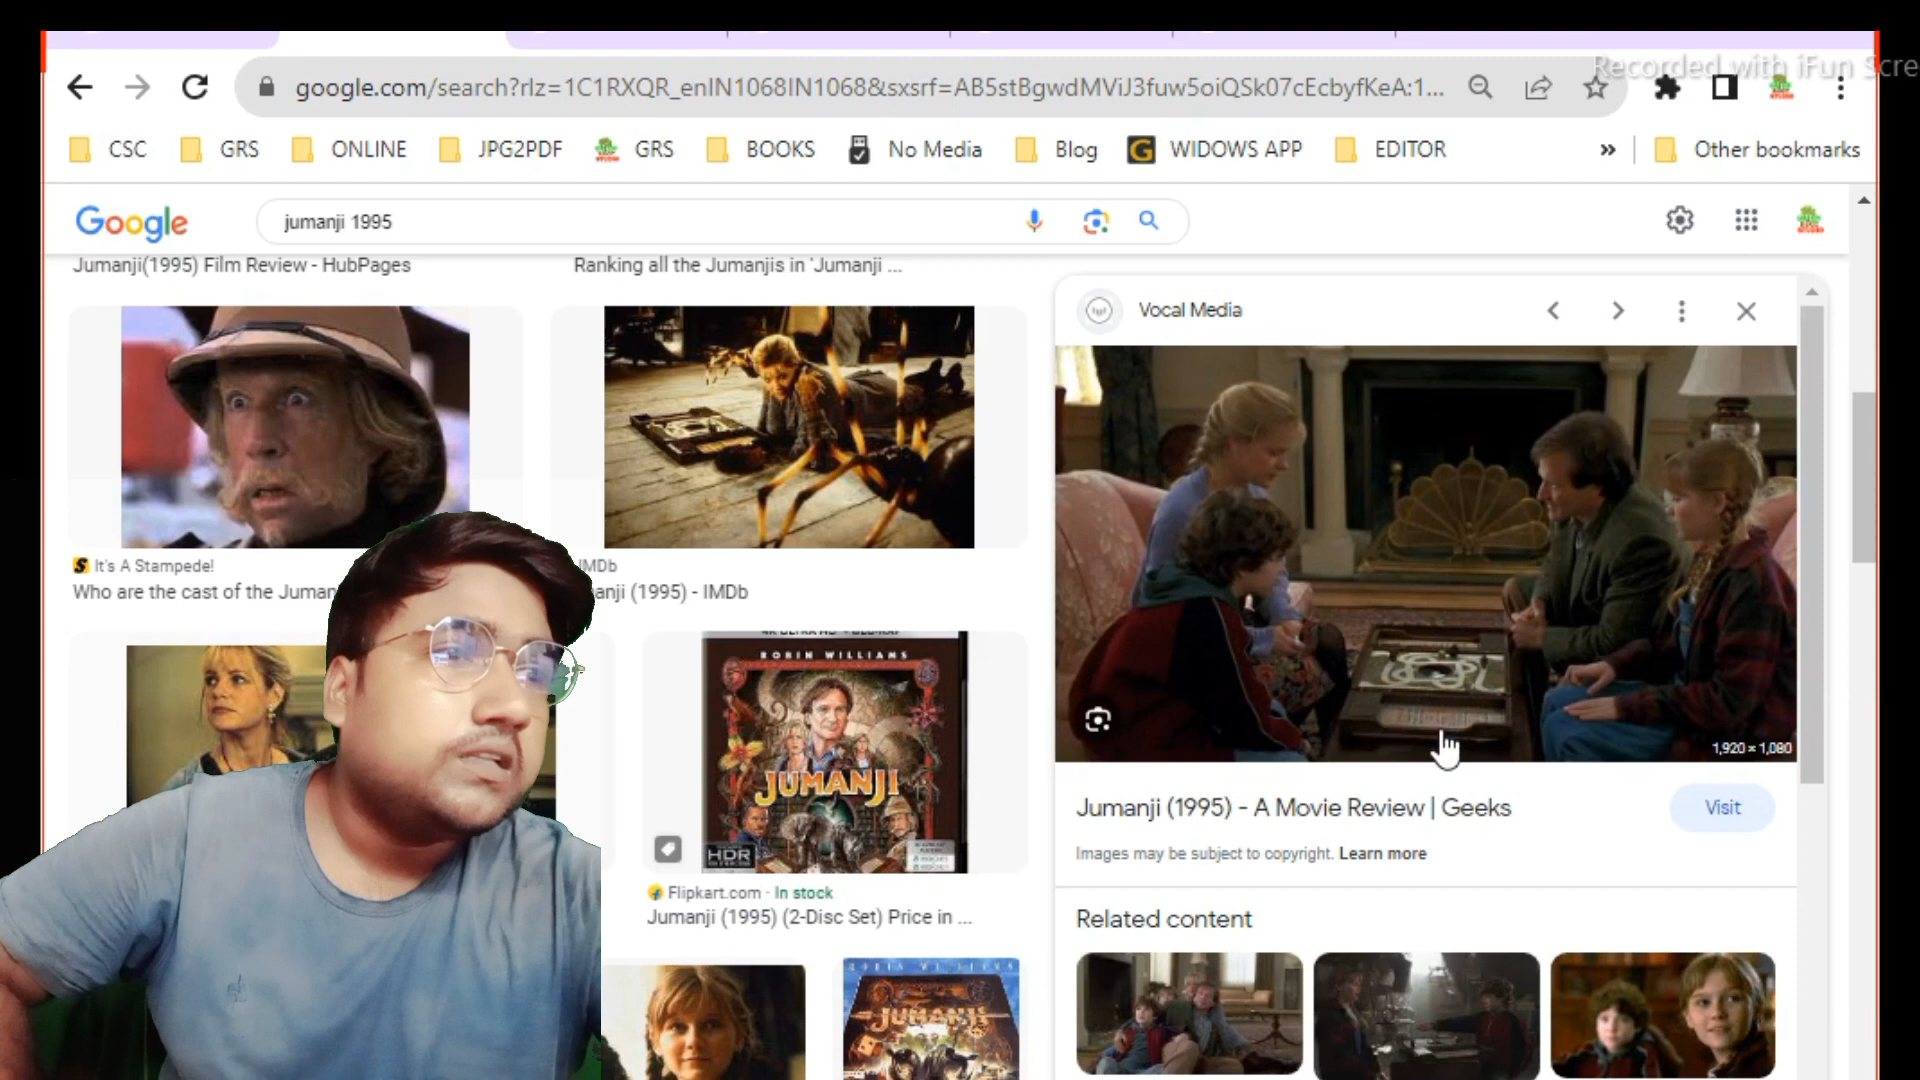 Recorded with iFun Scre
google.com/search?rlz=1C1RXQR_enIN1068IN1068&sxsrf=AB5stBgwdMViJ3fuw5oiQSk07cEcbyfKeA:1...
CSC GRS ONLINE JPG2PDF GRS BOOKS No Media Blog WIDOWS APP EDITOR » Other bookmarks
Google jumanji 1995
Jumanji(1995) Film Review - HubPages
Ranking all the Jumanjis in 'Jumanji ...
Vocal Media
It's A Stampede!
Who are the cast of the Juman
IMDb
anji (1995) - IMDb
ROBIN WILLIAMS
JUMANJI
HDR
Flipkart.com · In stock
Jumanji (1995) (2-Disc Set) Price in ...
ROBIN WILLIAMS
JUMANJI
1,920 × 1,080
Jumanji (1995) - A Movie Review | Geeks
Visit
Images may be subject to copyright. Learn more
Related content